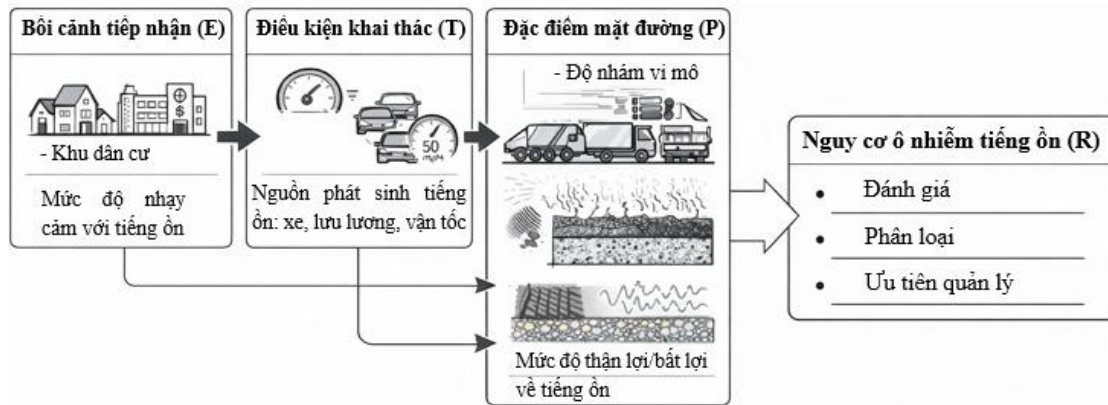 Bối cảnh tiếp nhận (E)
- Khu dân cư
Mức độ nhạy
cảm với tiếng ồn
Điều kiện khai thác (T)
50
Nguồn phát sinh tiếng
ồn: xe, lưu lượng, vận tốc
Đặc điểm mặt đường (P)
- Độ nhám vi mô
Mức độ thận lợi/bất lợi
về tiếng ồn
Nguy cơ ô nhiễm tiếng ồn (R)
• Đánh giá
• Phân loại
• Ưu tiên quản lý